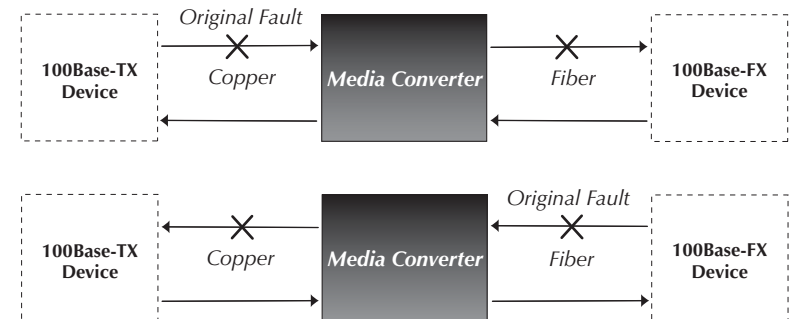 Original Fault
100Base-TX
Device
Copper
Media Converter
Fiber
100Base-FX
Device
Original Fault
100Base-TX
Device
Copper
Media Converter
Fiber
100Base-FX
Device